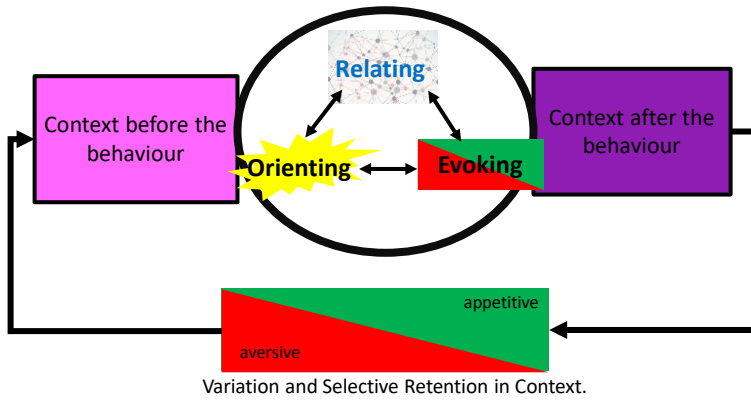 Relating
Context before the
behaviour
Orienting
Evoking
Context after the
behaviour
appetitive
aversive
Variation and Selective Retention in Context.